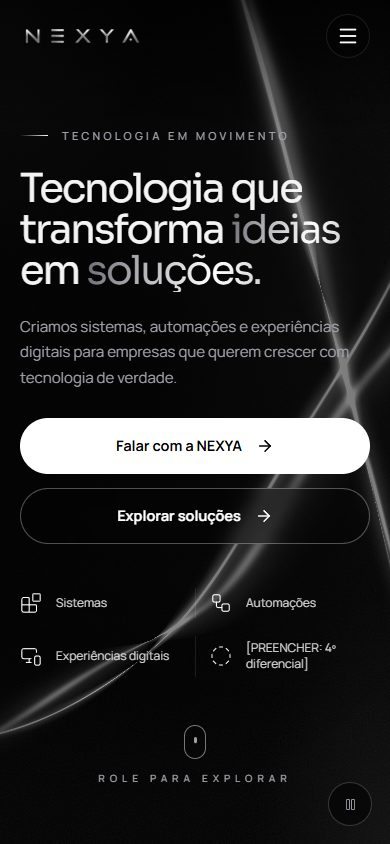 NEXYA
TECNOLOGIA EM MOVIMENTO
Tecnologia que
transforma ideias
em soluções.
Criamos sistemas, automações e experiências
digitais para empresas que querem crescer com
tecnologia de verdade.
Falar com a NEXYA
Explorar soluções
Sistemas
Automações
Experiências digitais
[PREENCHER: 4º
diferencial]
ROLE PARA EXPLORAR